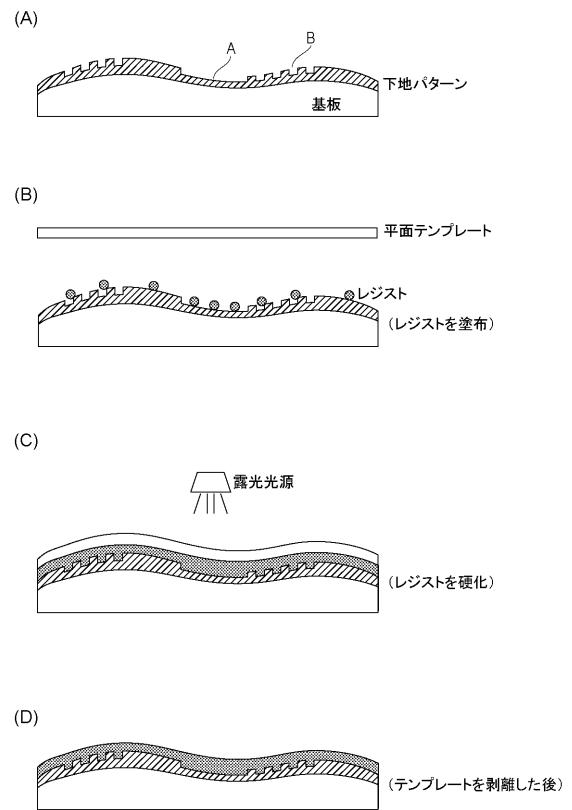 (A)
A
B
下地パターン
基板
(B)
平面テンプレート
レジスト
(レジストを塗布)
(C)
露光光源
(レジストを硬化)
(D)
(テンプレートを剥離した後)